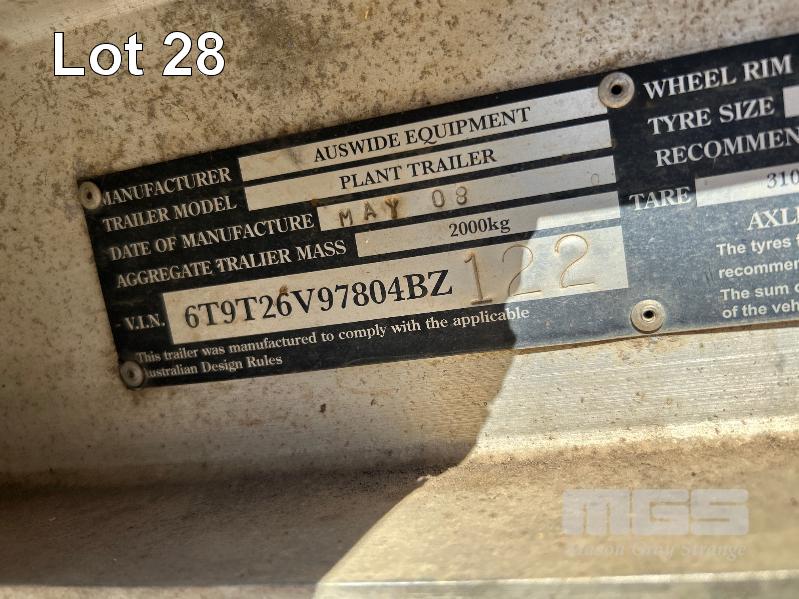 Lot 28
MANUFACTURER AUSWIDE EQUIPMENT
TRAILER MODEL PLANT TRAILER
DATE OF MANUFACTURE MAY 08
AGGREGATE TRALIER MASS 2000kg
- V.I.N. 6T9T26V97804BZ 122
This trailer was manufactured to comply with the applicable
Australian Design Rules
WHEEL RIM
TYRE SIZE
RECOMMEN
TARE 310
AXL
The tyres
recommen
The sum o
of the veh
MGS
Mason Gray Strange